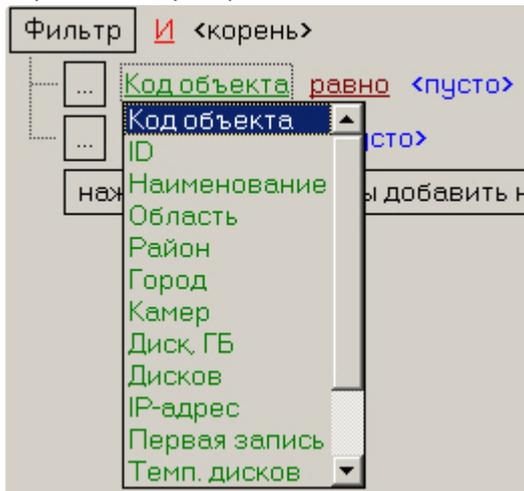 Фильтр И <корень>
... Код объекта равно <пусто>
Код объекта
... сто>
ID
Наименование
наж ы добавить н
Область
Район
Город
Камер
Диск, ГБ
Дисков
IP-адрес
Первая запись
Темп. дисков